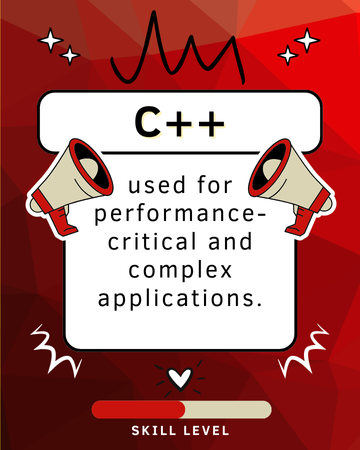 C++
used for
performance-
critical and
complex
applications.
SKILL LEVEL